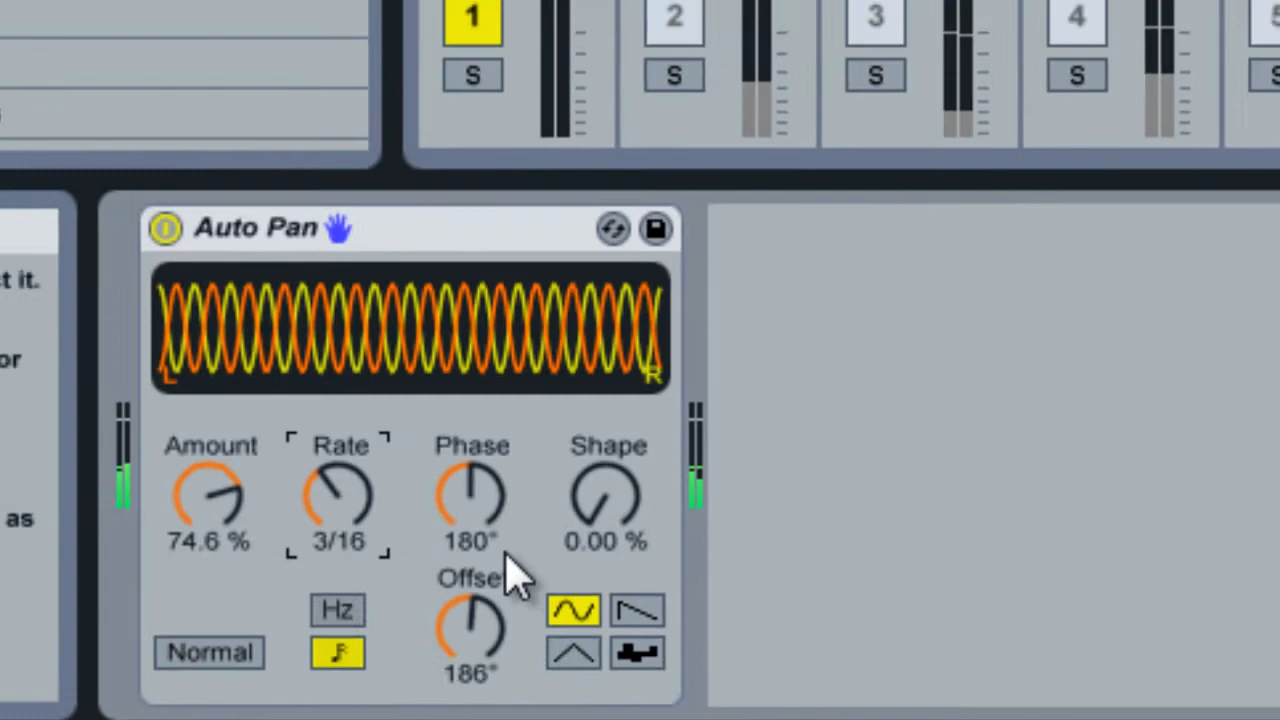 1 2 3 4
S S S S S
Auto Pan
t it.
or
as
L R
Amount Rate Phase Shape
74.6 % 3/16 180° 0.00 %
Offset
Hz
Normal
186°